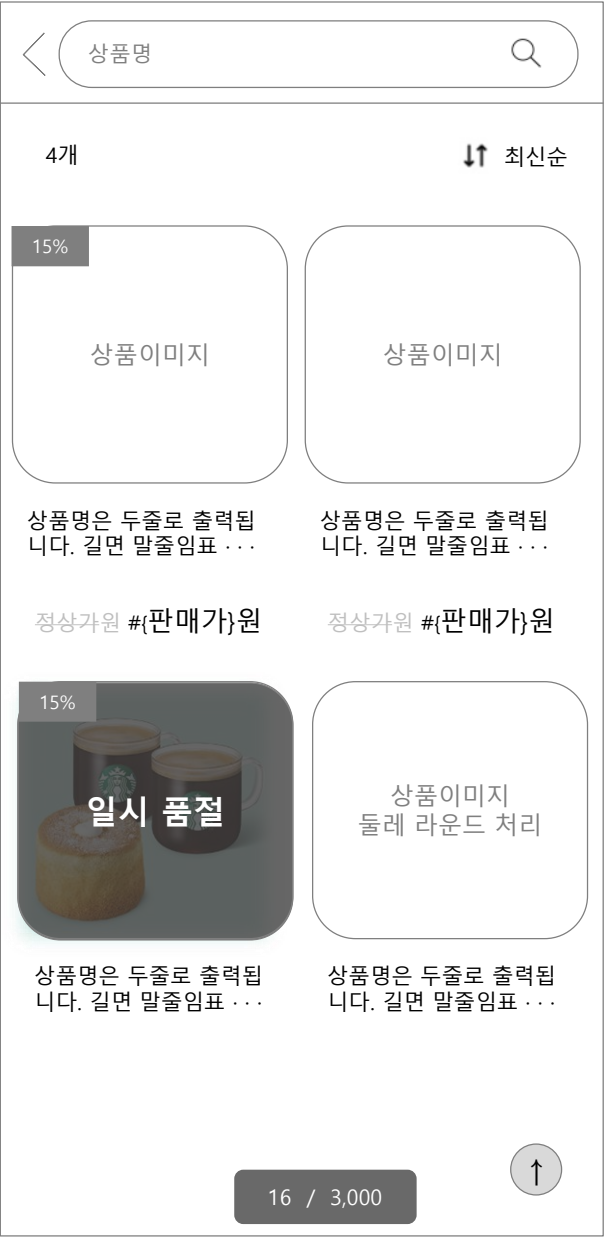 상품명
4개
최신순
15%
상품이미지
상품이미지
상품명은 두줄로 출력됩
니다. 길면 말줄임표 · · ·
상품명은 두줄로 출력됩
니다. 길면 말줄임표 · · ·
정상가원 #{판매가}원
정상가원 #{판매가}원
15%
일시 품절
상품이미지
둘레 라운드 처리
상품명은 두줄로 출력됩
니다. 길면 말줄임표 · · ·
상품명은 두줄로 출력됩
니다. 길면 말줄임표 · · ·
16 / 3,000